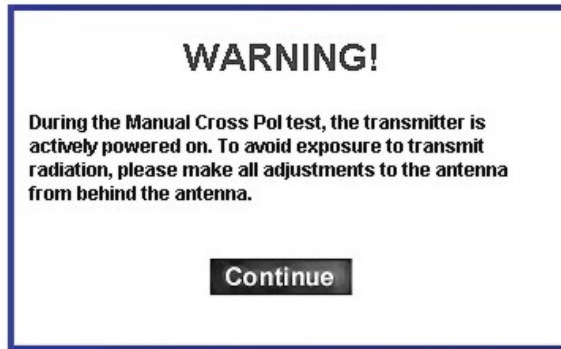 WARNING!
During the Manual Cross Pol test, the transmitter is
actively powered on. To avoid exposure to transmit
radiation, please make all adjustments to the antenna
from behind the antenna.
Continue